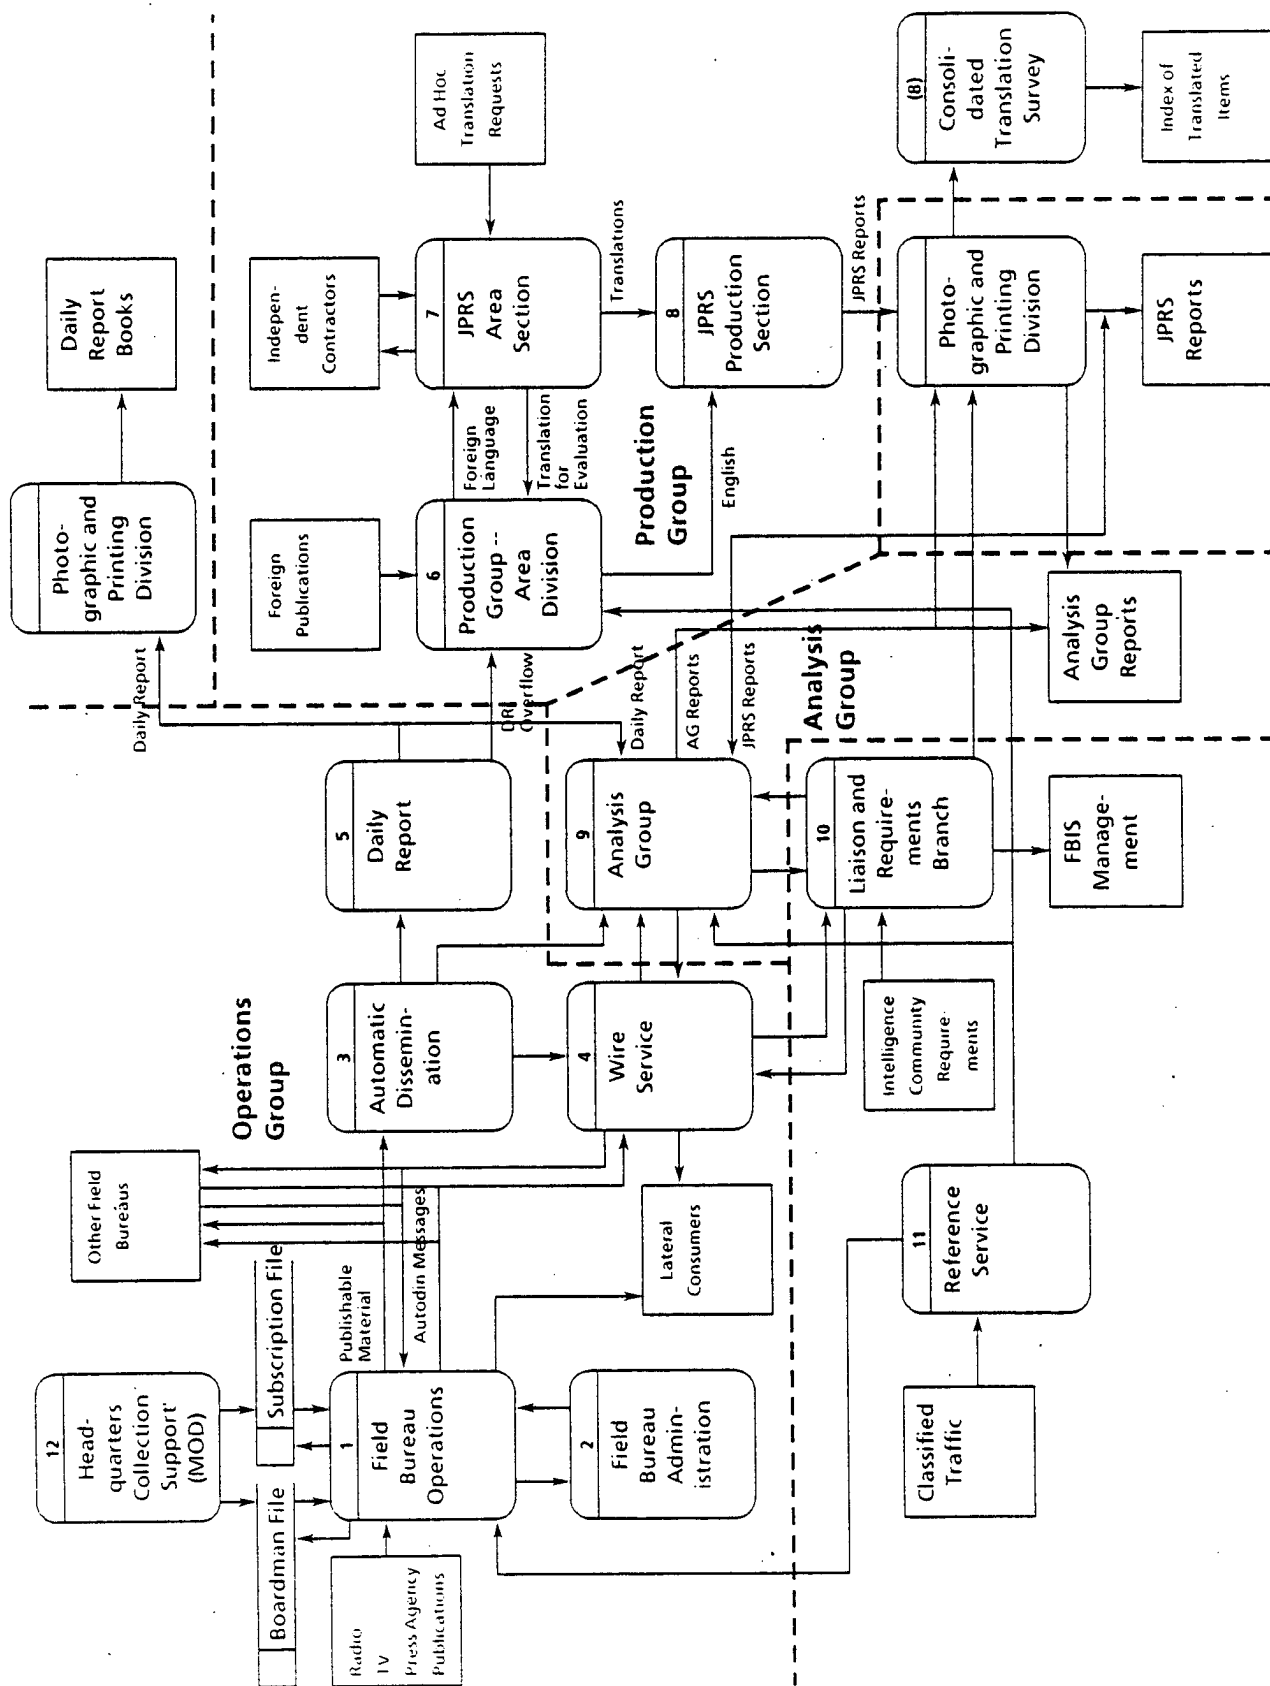 12
Head-
quarters
Collection
Support'
(MOD)
Boardman File
Subscription File
Radio
TV
Press Agency
Publications
1
Field
Bureau
Operations
2
Field
Bureau
Admin-
istration
Publishable
Material
Autodin Messages
Other Field
Bureaus
Lateral
Consumers
Operations
Group
3
Automatic
Dissemin-
ation
4
Wire
Service
5
Daily
Report
Daily Report
DR
Overflow
Photo-
graphic and
Printing
Division
Daily
Report
Books
Foreign
Publications
6
Production
Group --
Area
Division
Foreign
Language
Translation
for
Evaluation
Indepen-
dent
Contractors
7
JPRS
Area
Section
Ad Hoc
Translation
Requests
Translations
Production
Group
English
8
JPRS
Production
Section
JPRS Reports
Photo-
graphic and
Printing
Division
(8)
Consoli-
dated
Translation
Survey
Index of
Translated
Items
JPRS
Reports
Daily Report
AG Reports
JPRS Reports
9
Analysis
Group
Analysis
Group
Analysis
Group
Reports
10
Liaison and
Require-
ments
Branch
FBIS
Manage-
ment
Intelligence
Community
Require-
ments
11
Reference
Service
Classified
Traffic